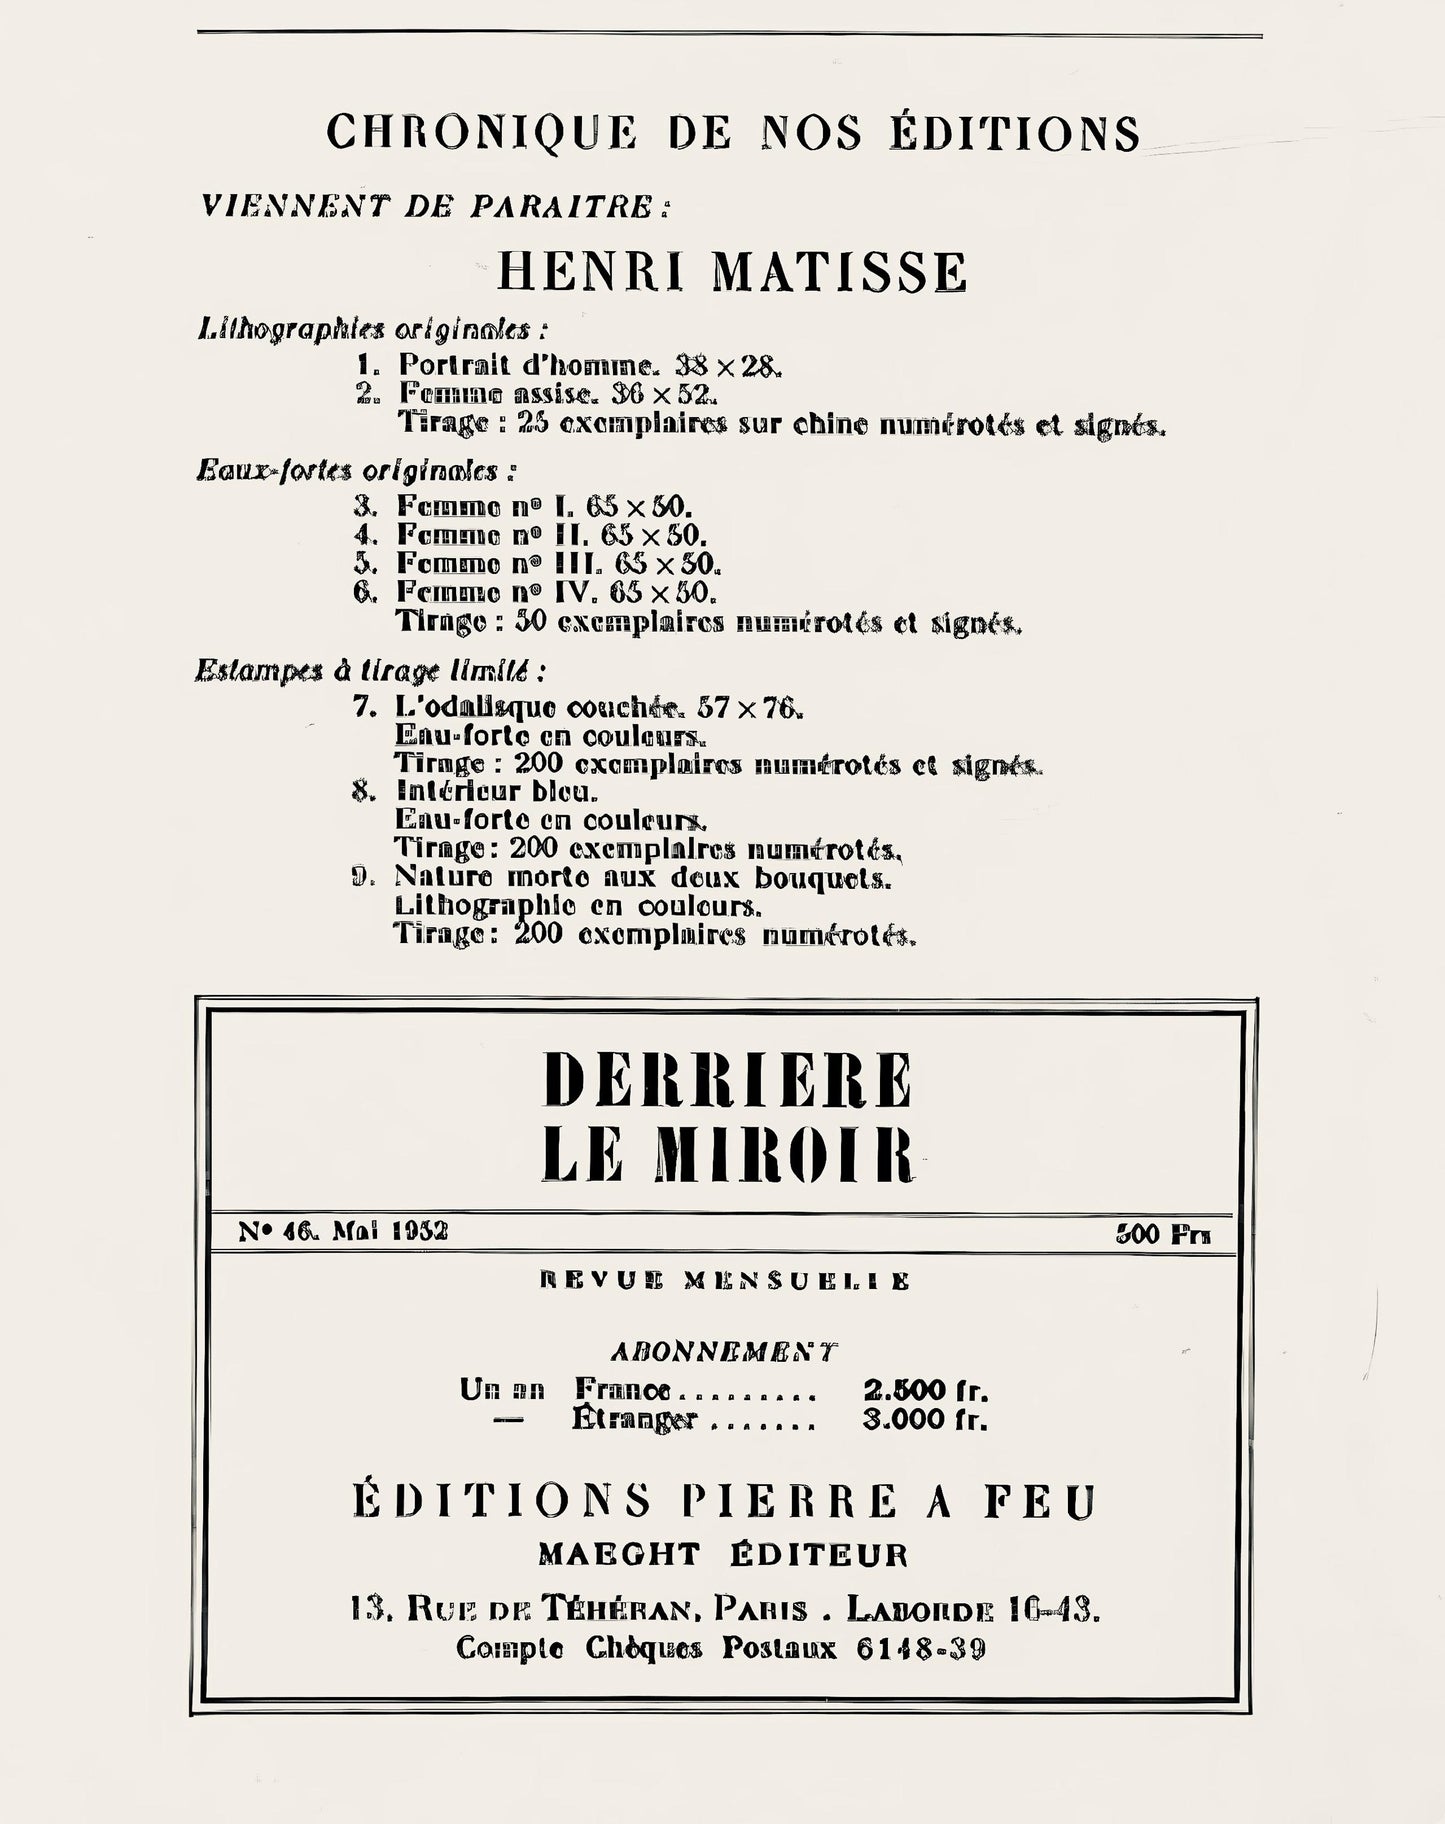 CHRONIQUE DE NOS ÉDITIONS
VIENNENT DE PARAITRE :
HENRI MATISSE
Lithographies originales :
1. Portrait d'homme. 38 × 28.
2. Femme assise. 36 × 52.
Tirage : 25 exemplaires sur chine numérotés et signés.
Eaux-fortes originales :
3. Femme nº I. 65 × 50.
4. Femme nº II. 65 × 50.
5. Femme nº III. 65 × 50.
6. Femme nº IV. 65 × 50.
Tirage : 50 exemplaires numérotés et signés.
Estampes à tirage limité :
7. L'odalisque couchée. 57 × 76.
Eau-forte en couleurs.
Tirage : 200 exemplaires numérotés et signés.
8. Intérieur bleu.
Eau-forte en couleurs.
Tirage : 200 exemplaires numérotés.
9. Nature morte aux deux bouquets.
Lithographie en couleurs.
Tirage : 200 exemplaires numérotés.
DERRIERE
LE MIROIR
Nº 46. Mai 1952 500 Frs
REVUE MENSUELLE
ABONNEMENT
Un an France ......... 2.500 fr.
— Étranger ....... 3.000 fr.
ÉDITIONS PIERRE A FEU
MAEGHT ÉDITEUR
13, RUE DE TÉHÉRAN, PARIS . LABORDE 16-43.
Compte Chèques Postaux 6148-39